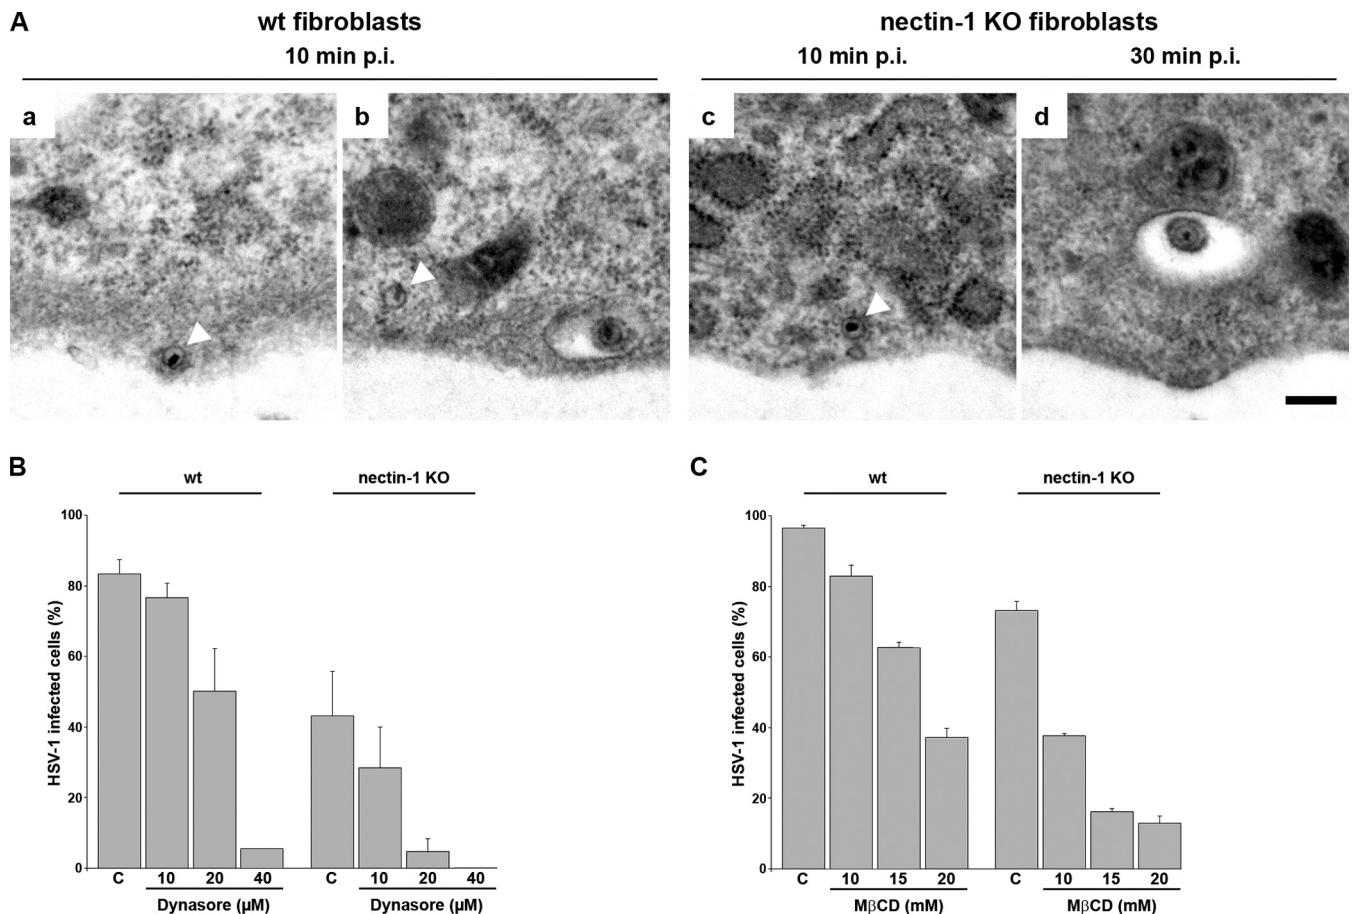 A
wt fibroblasts
nectin-1 KO fibroblasts
10 min p.i.
10 min p.i.
30 min p.i.
a
b
c
d
B
wt
nectin-1 KO
HSV-1 infected cells (%)
100
80
60
40
20
0
C 10 20 40
C 10 20 40
Dynasore (µM)
Dynasore (µM)
C
wt
nectin-1 KO
HSV-1 infected cells (%)
100
80
60
40
20
0
C 10 15 20
C 10 15 20
MβCD (mM)
MβCD (mM)